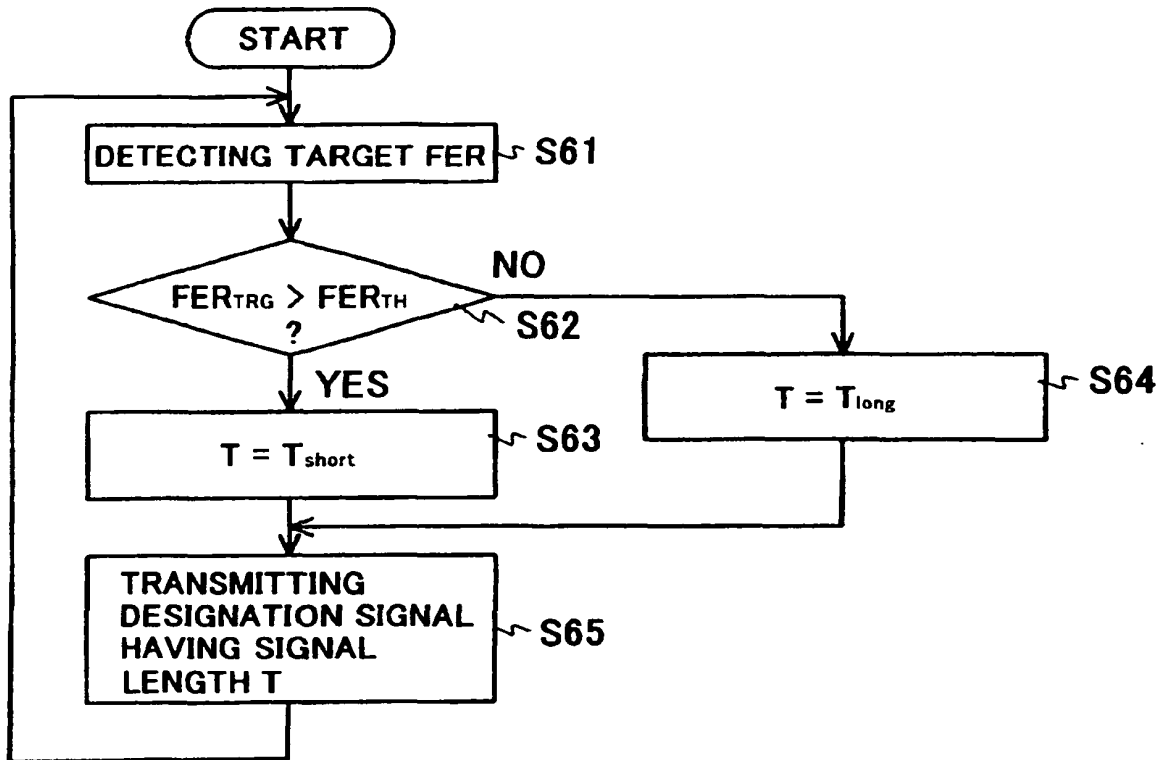 START
DETECTING TARGET FER
S61
FERTRG > FERTH
?
S62
NO
YES
T = Tshort
S63
T = Tlong
S64
TRANSMITTING
DESIGNATION SIGNAL
HAVING SIGNAL
LENGTH T
S65